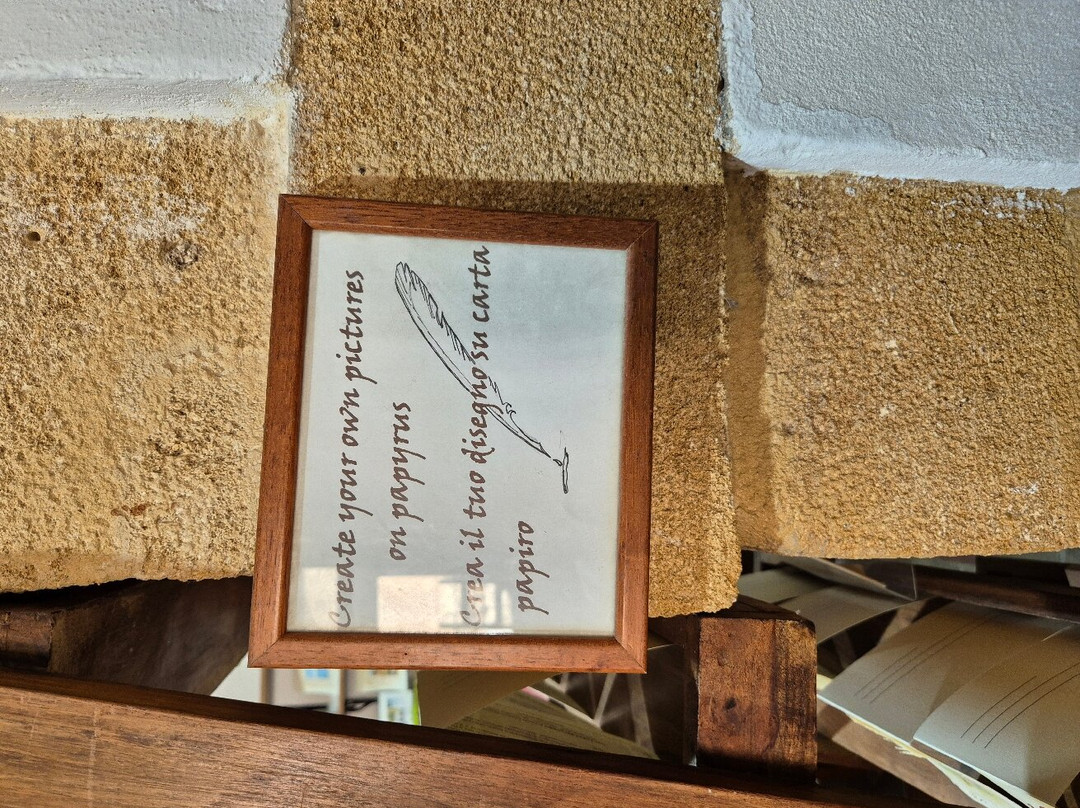 Create your own pictures
on papyrus
Crea il tuo disegno su carta
papiro